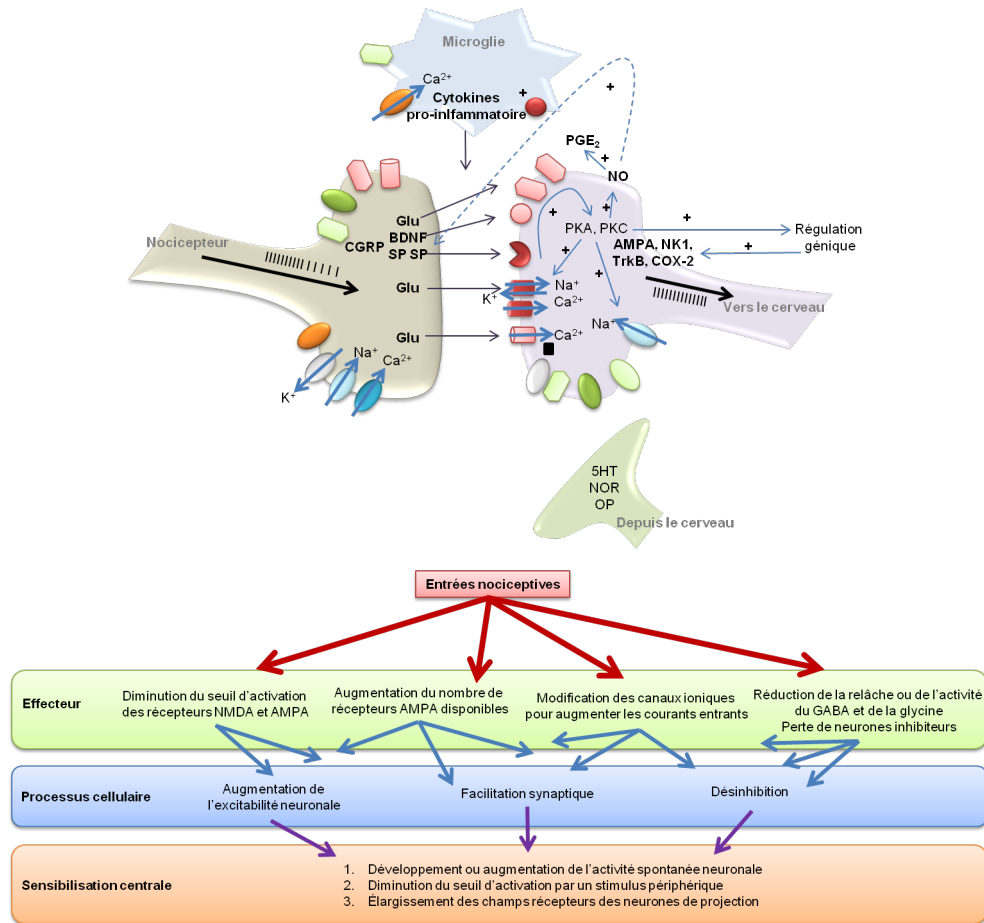 Microglie
Ca²⁺
+
Cytokines
pro-inlfammatoire
+
PGE₂
+
NO
Nocicepteur
Glu
BDNF
CGRP
SP SP
Glu
Glu
K⁺
Na⁺
Ca²⁺
+
+
PKA, PKC
+
+
+
Régulation
génique
AMPA, NK1,
TrkB, COX-2
+
K⁺
Na⁺
Ca²⁺
Ca²⁺
Na⁺
Vers le cerveau
5HT
NOR
OP
Depuis le cerveau
Entrées nociceptives
Effecteur
Diminution du seuil d’activation
des récepteurs NMDA et AMPA
Augmentation du nombre de
récepteurs AMPA disponibles
Modification des canaux ioniques
pour augmenter les courants entrants
Réduction de la relâche ou de l’activité
du GABA et de la glycine
Perte de neurones inhibiteurs
Processus cellulaire
Augmentation de
l’excitabilité neuronale
Facilitation synaptique
Désinhibition
Sensibilisation centrale
1. Développement ou augmentation de l’activité spontanée neuronale
2. Diminution du seuil d’activation par un stimulus périphérique
3. Élargissement des champs récepteurs des neurones de projection